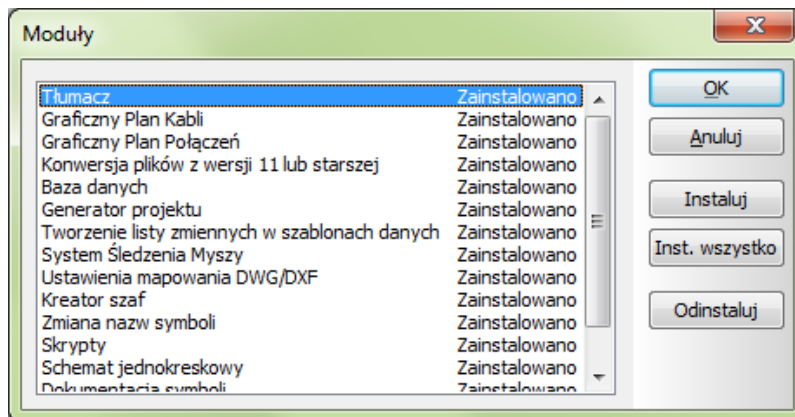 Moduły
Tłumacz Zainstalowano
Graficzny Plan Kabli Zainstalowano
Graficzny Plan Połączeń Zainstalowano
Konwersja plików z wersji 11 lub starszej Zainstalowano
Baza danych Zainstalowano
Generator projektu Zainstalowano
Tworzenie listy zmiennych w szablonach danych Zainstalowano
System Śledzenia Myszy Zainstalowano
Ustawienia mapowania DWG/DXF Zainstalowano
Kreator szaf Zainstalowano
Zmiana nazw symboli Zainstalowano
Skrypty Zainstalowano
Schemat jednokreskowy Zainstalowano
Dokumentacja symboli Zainstalowano
OK
Anuluj
Instaluj
Inst. wszystko
Odinstaluj